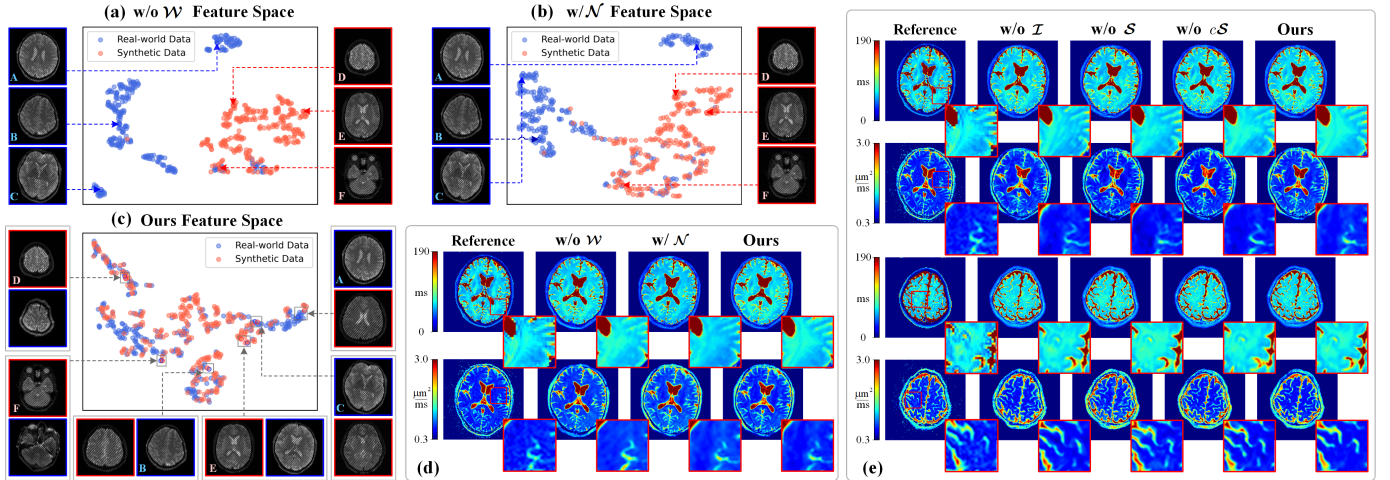 (a) w/o 𝒲 Feature Space
Real-world Data
Synthetic Data
A
B
C
D
E
F
(b) w/ 𝒩 Feature Space
Real-world Data
Synthetic Data
A
B
C
D
E
F
(c) Ours Feature Space
Real-world Data
Synthetic Data
D
F
B
E
A
C
Reference w/o 𝒲 w/ 𝒩 Ours
190
ms
0
3.0
μm²
ms
0.3
(d)
Reference w/o ℐ w/o 𝒮 w/o c𝒮 Ours
190
ms
0
3.0
μm²
ms
0.3
190
ms
0
3.0
μm²
ms
0.3
(e)